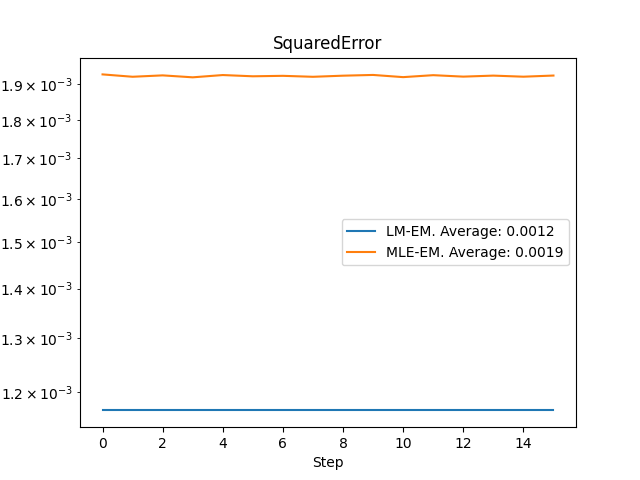 SquaredError
1.9 × 10⁻³
1.8 × 10⁻³
1.7 × 10⁻³
1.6 × 10⁻³
1.5 × 10⁻³
1.4 × 10⁻³
1.3 × 10⁻³
1.2 × 10⁻³
LM-EM. Average: 0.0012
MLE-EM. Average: 0.0019
0 2 4 6 8 10 12 14
Step